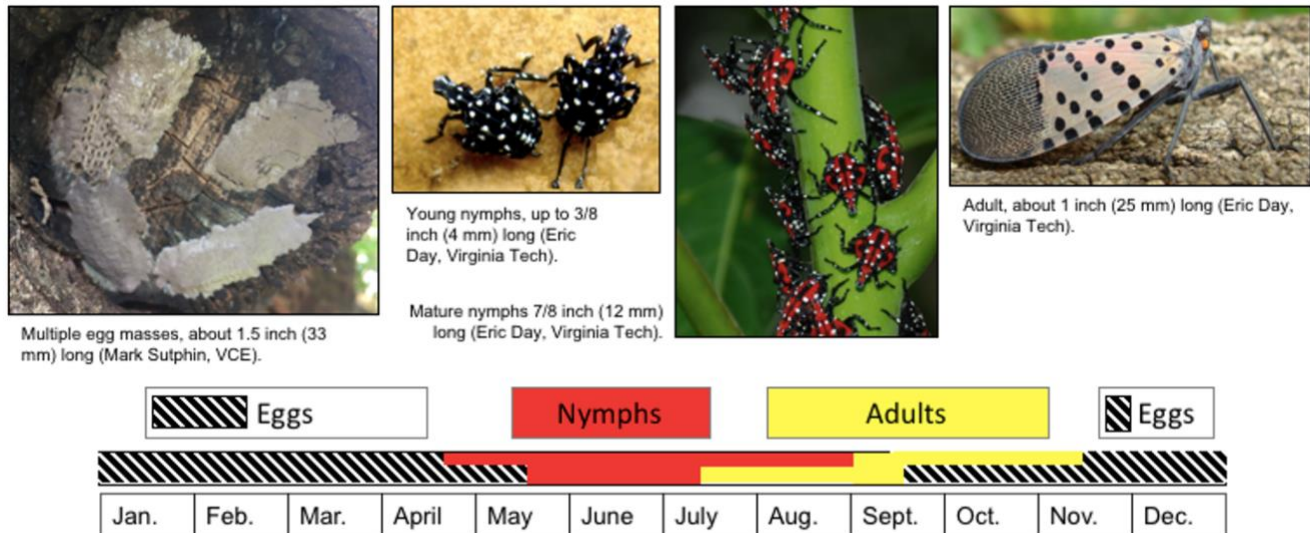 Multiple egg masses, about 1.5 inch (33
mm) long (Mark Sutphin, VCE).
Young nymphs, up to 3/8
inch (4 mm) long (Eric
Day, Virginia Tech).
Mature nymphs 7/8 inch (12 mm)
long (Eric Day, Virginia Tech).
Adult, about 1 inch (25 mm) long (Eric Day,
Virginia Tech).
Eggs
Nymphs
Adults
Eggs
Jan. Feb. Mar. April May June July Aug. Sept. Oct. Nov. Dec.